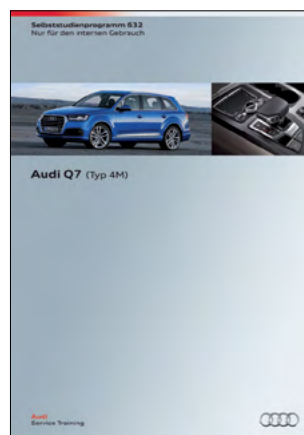 Selbststudienprogramm 632
Nur für den internen Gebrauch
Audi Q7 (Typ 4M)
Audi
Service Training